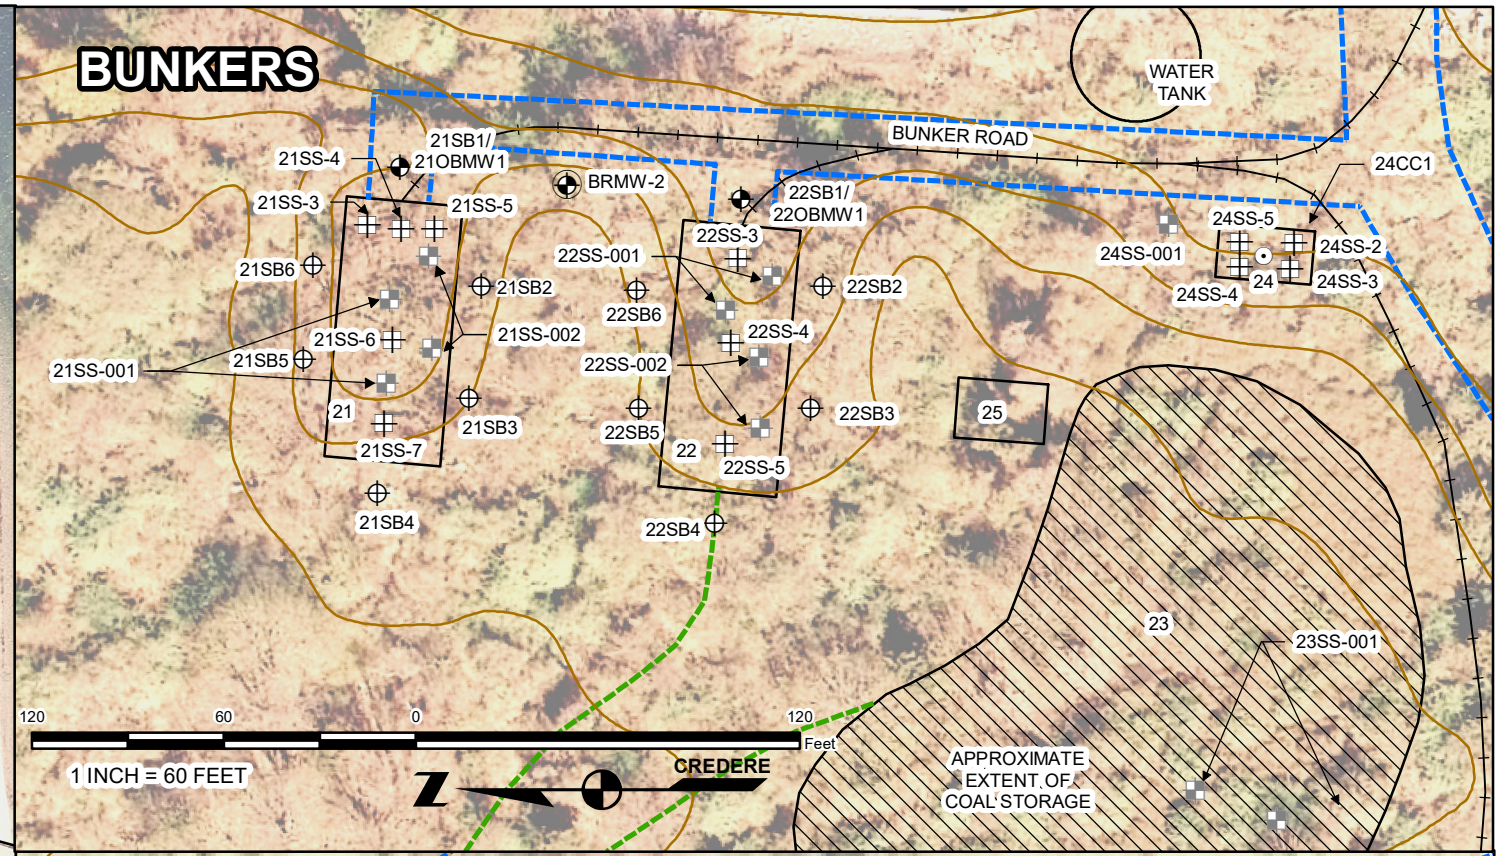 BUNKERS
WATER
TANK
BUNKER ROAD
21SB1/
21OBMW1
21SS-4
24CC1
BRMW-2
22SB1/
22OBMW1
21SS-3
21SS-5
24SS-5
22SS-3
24SS-2
22SS-001
24SS-001
21SB6
24SS-3
24
21SB2
22SB2
24SS-4
22SB6
21SS-002
22SS-4
21SS-6
21SB5
22SS-002
21SS-001
21
25
22SB3
21SB3
22SB5
21SS-7
22
22SS-5
21SB4
22SB4
23
23SS-001
120
60
0
120
Feet
1 INCH = 60 FEET
Z
CREDERE
APPROXIMATE
EXTENT OF
COAL STORAGE